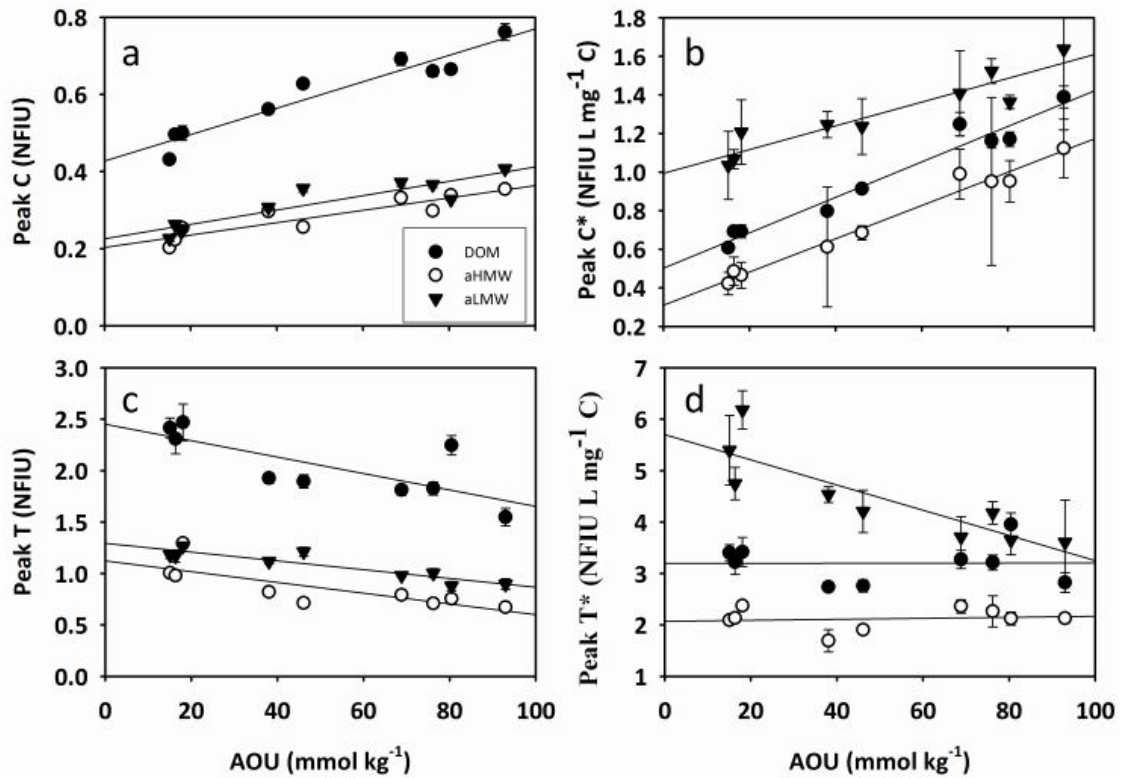 a
Peak C (NFIU)
0.8
0.6
0.4
0.2
0.0
DOM
aHMW
aLMW
b
Peak C* (NFIU L mg⁻¹ C)
1.8
1.6
1.4
1.2
1.0
0.8
0.6
0.4
0.2
c
Peak T (NFIU)
3.0
2.5
2.0
1.5
1.0
0.5
0.0
0 20 40 60 80 100
AOU (mmol kg⁻¹)
d
Peak T* (NFIU L mg⁻¹ C)
7
6
5
4
3
2
1
0 20 40 60 80 100
AOU (mmol kg⁻¹)